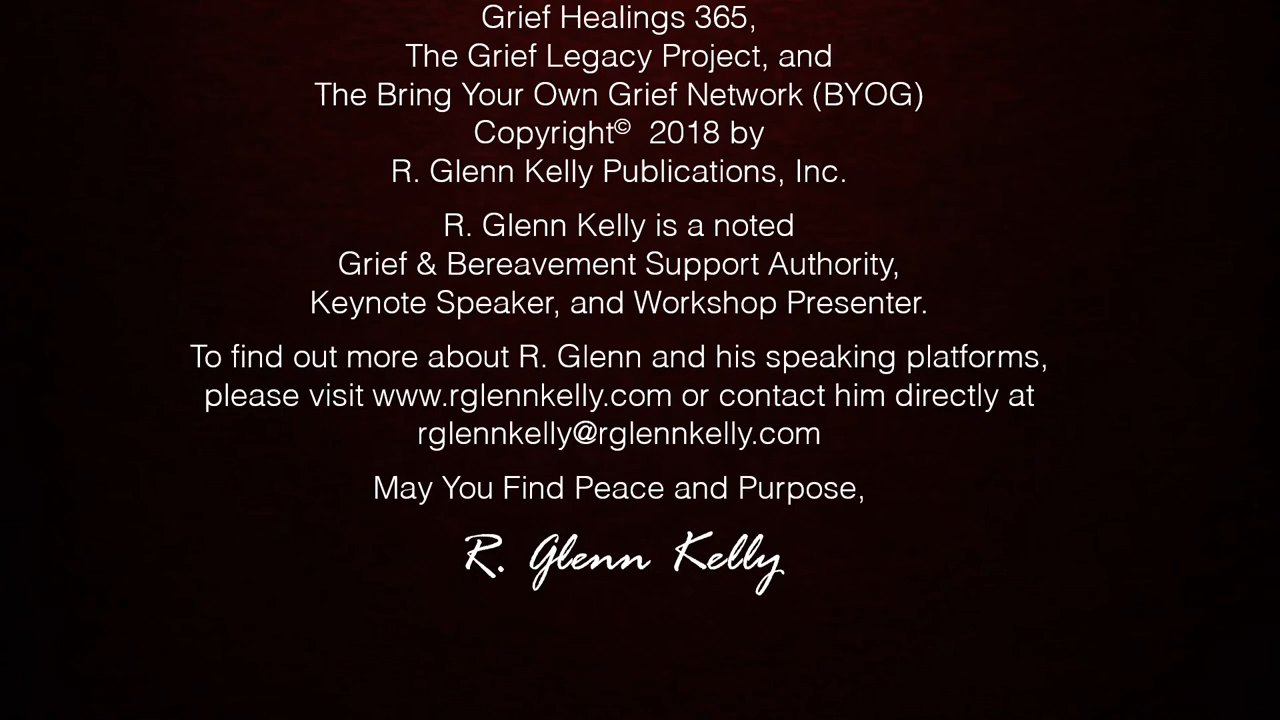 Grief Healings 365,
The Grief Legacy Project, and
The Bring Your Own Grief Network (BYOG)
Copyright© 2018 by
R. Glenn Kelly Publications, Inc.
R. Glenn Kelly is a noted
Grief & Bereavement Support Authority,
Keynote Speaker, and Workshop Presenter.
To find out more about R. Glenn and his speaking platforms,
please visit www.rglennkelly.com or contact him directly at
rglennkelly@rglennkelly.com
May You Find Peace and Purpose,
R. Glenn Kelly